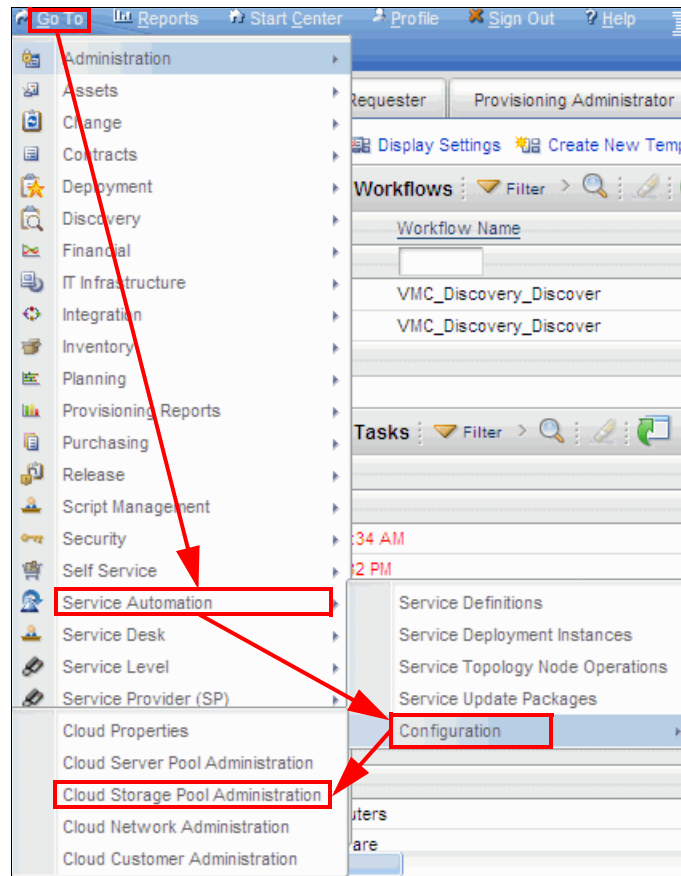 Go To Reports Start Center Profile Sign Out Help
Administration
Assets
Change
Contracts
Deployment
Discovery
Financial
IT Infrastructure
Integration
Inventory
Planning
Provisioning Reports
Purchasing
Release
Script Management
Security
Self Service
Service Automation
Service Desk
Service Level
Service Provider (SP)
Requester Provisioning Administrator
Display Settings Create New Temp
Workflows Filter >
Workflow Name
VMC_Discovery_Discover
VMC_Discovery_Discover
Tasks Filter >
:34 AM
32 PM
Service Definitions
Service Deployment Instances
Service Topology Node Operations
Service Update Packages
Configuration
Cloud Properties
Cloud Server Pool Administration
Cloud Storage Pool Administration
Cloud Network Administration
Cloud Customer Administration
uters
are